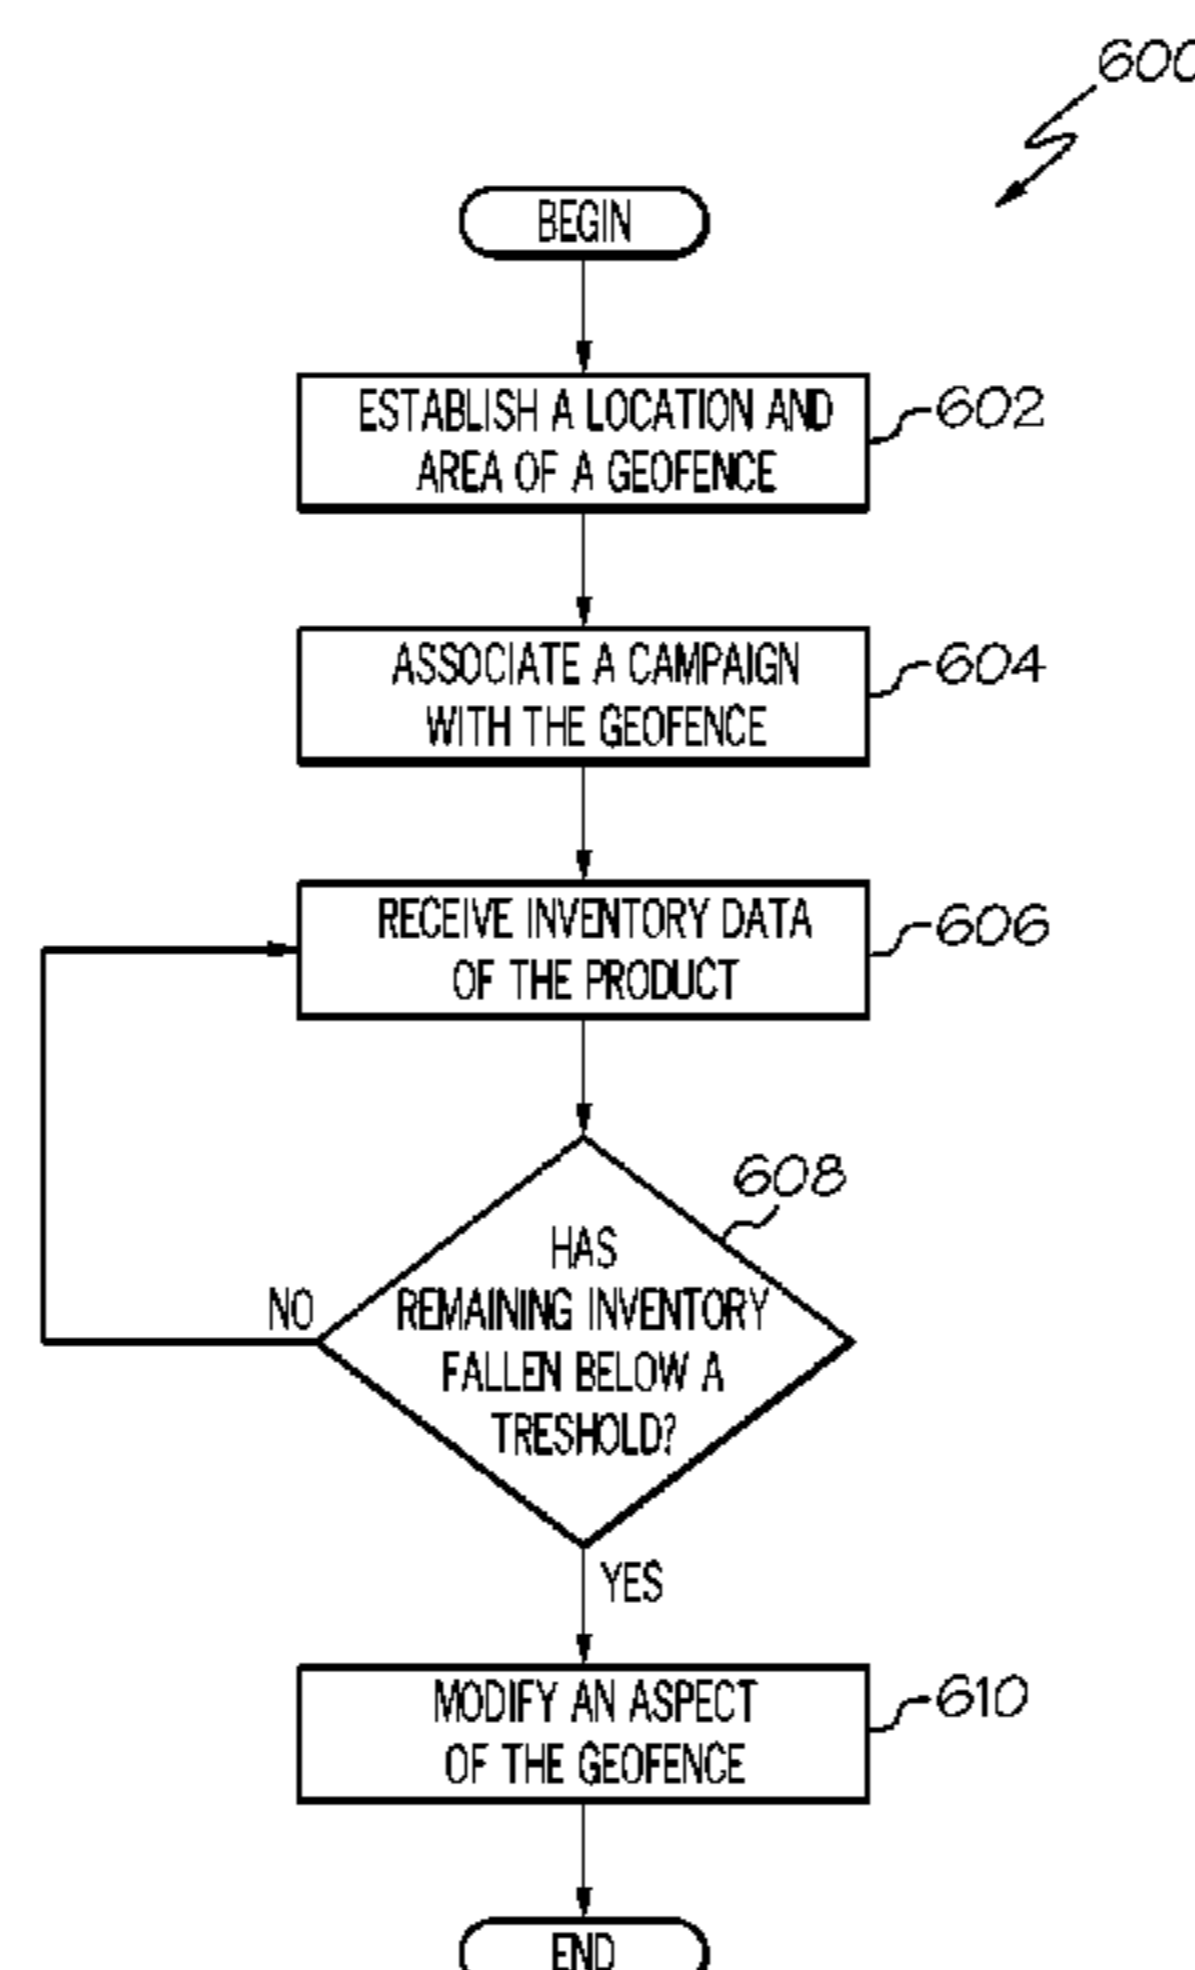 600
BEGIN
ESTABLISH A LOCATION AND
AREA OF A GEOFENCE
602
ASSOCIATE A CAMPAIGN
WITH THE GEOFENCE
604
RECEIVE INVENTORY DATA
OF THE PRODUCT
606
608
HAS
REMAINING INVENTORY
FALLEN BELOW A
TRESHOLD?
NO
YES
MODIFY AN ASPECT
OF THE GEOFENCE
610
END